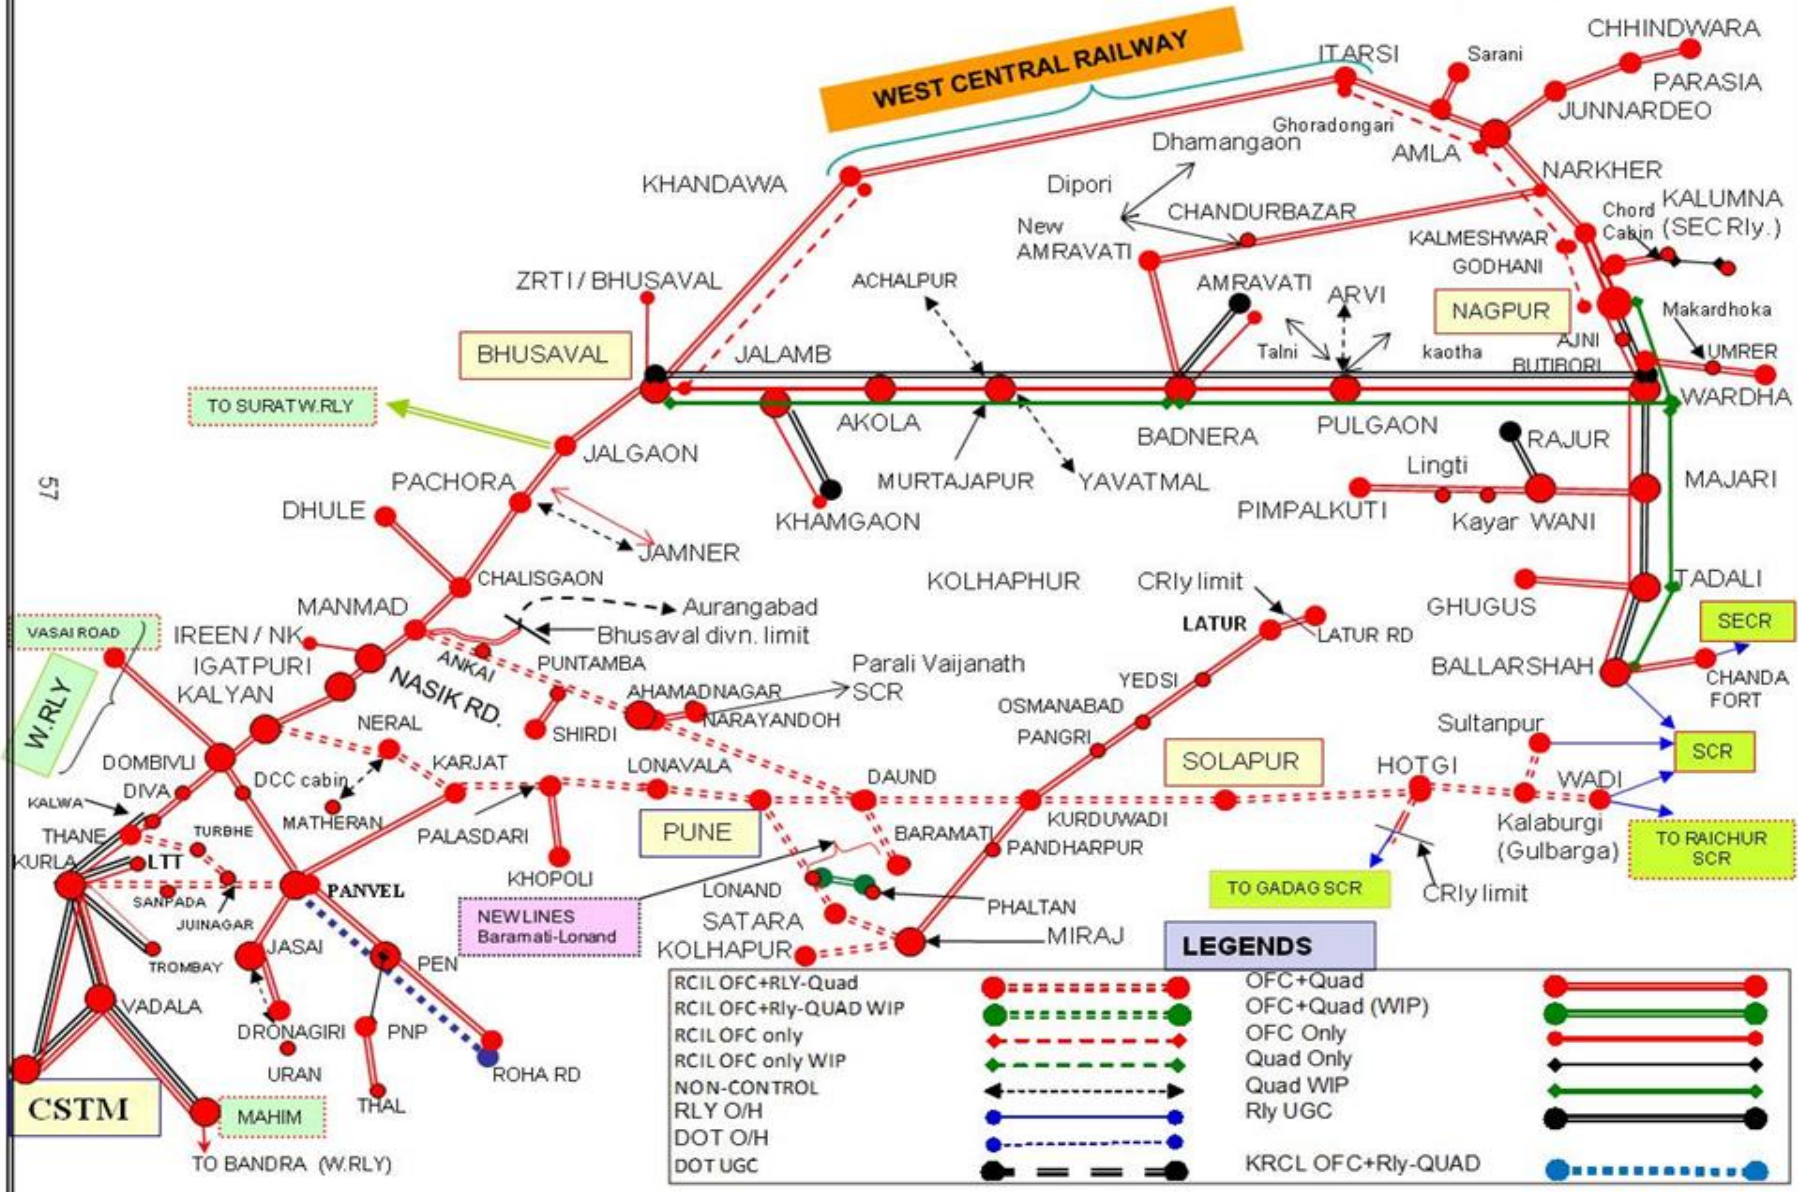 CHHINDWARA
WEST CENTRAL RAILWAY
ITARSI
Sarani
PARASIA
JUNNARDEO
Ghoradongari
Dhamangaon
AMLA
KHANDAWA
Dipori
NARKHER
KALUMNA
(SEC Rly.)
Chord
Cabin
CHANDURBAZAR
New
AMRAVATI
KALMESHWAR
GODHANI
ZRTI / BHUSAVAL
ACHALPUR
AMRAVATI
ARVI
NAGPUR
Makardhoka
BHUSAVAL
JALAMB
Talni
kaotha
AJNI
BUTIBORI
UMRER
WARDHA
TO SURAT W.RLY
AKOLA
BADNERA
PULGAON
JALGAON
RAJUR
Lingti
MAJARI
PACHORA
MURTAJAPUR
YAVATMAL
57
DHULE
KHAMGAON
PIMPALKUTI
Kayar WANI
JAMNER
CHALISGAON
KOLHAPHUR
CRly limit
TADALI
MANMAD
Aurangabad
GHUGUS
LATUR
LATUR RD
SECR
VASAI ROAD
IREEN / NK
Bhusaval divn. limit
IGATPURI
ANKAI
PUNTAMBA
Parali Vaijanath
SCR
BALLARSHAH
CHANDA
FORT
KALYAN
NASIK RD.
AHAMADNAGAR
YEDSI
W.RLY
NERAL
SHIRDI
NARAYANDOH
OSMANABAD
Sultanpur
PANGRI
SCR
DOMBIVLI
DCC cabin
KARJAT
LONAVALA
DAUND
SOLAPUR
HOTGI
WADI
DIVA
KALWA
MATHERAN
PALASDARI
PUNE
BARAMATI
KURDUWADI
Kalaburgi
(Gulbarga)
TO RAICHUR
SCR
THANE
TURBHE
PANDHARPUR
KURLA
LTT
KHOPOLI
LONAND
TO GADAG SCR
CRly limit
SANPADA
PANVEL
JUINAGAR
NEW LINES
Baramati-Lonand
SATARA
PHALTAN
KOLHAPUR
MIRAJ
LEGENDS
TROMBAY
JASAI
PEN
VADALA
DRONAGIRI
PNP
URAN
ROHA RD
THAL
CSTM
MAHIM
TO BANDRA (W.RLY)
RCIL OFC+RLY-Quad
RCIL OFC+Rly-QUAD WIP
RCIL OFC only
RCIL OFC only WIP
NON-CONTROL
RLY O/H
DOT O/H
DOT UGC
OFC+Quad
OFC+Quad (WIP)
OFC Only
Quad Only
Quad WIP
Rly UGC
KRCL OFC+Rly-QUAD